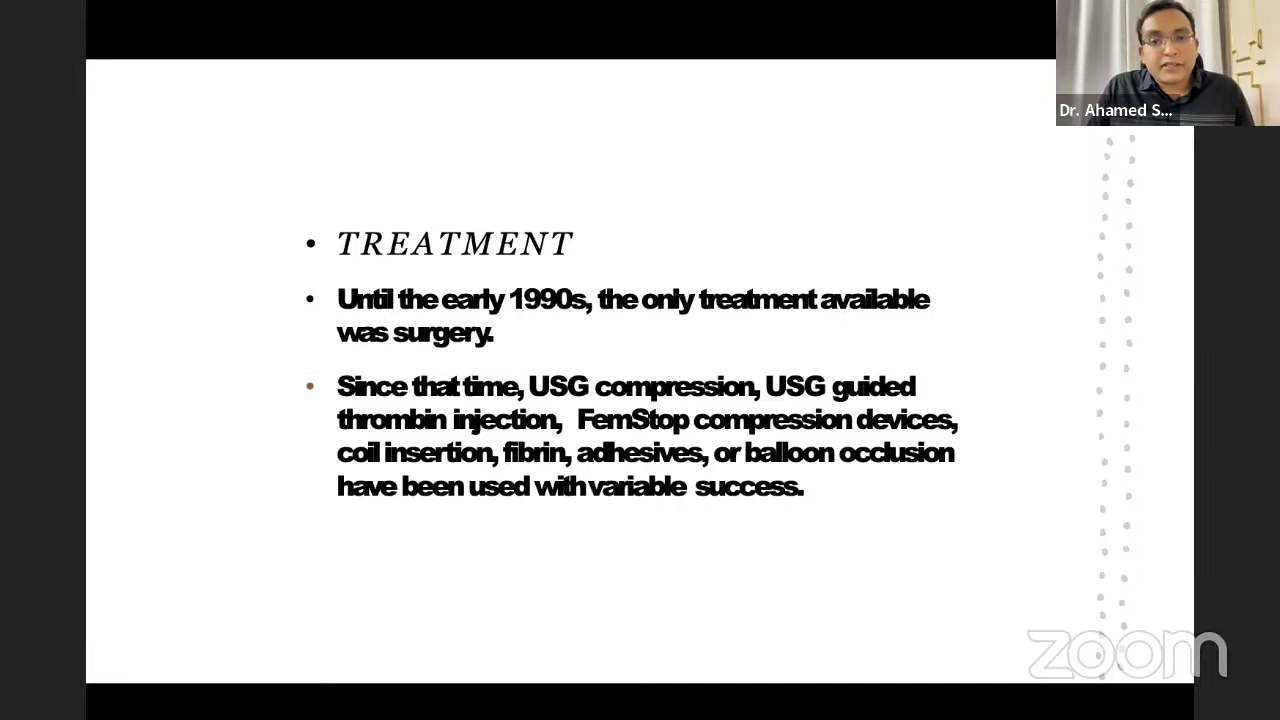 Dr. Ahamed S...
• TREATMENT
• Until the early 1990s, the only treatment available
was surgery.
• Since that time, USG compression, USG guided
thrombin injection, FemStop compression devices,
coil insertion, fibrin, adhesives, or balloon occlusion
have been used with variable success.
zoom